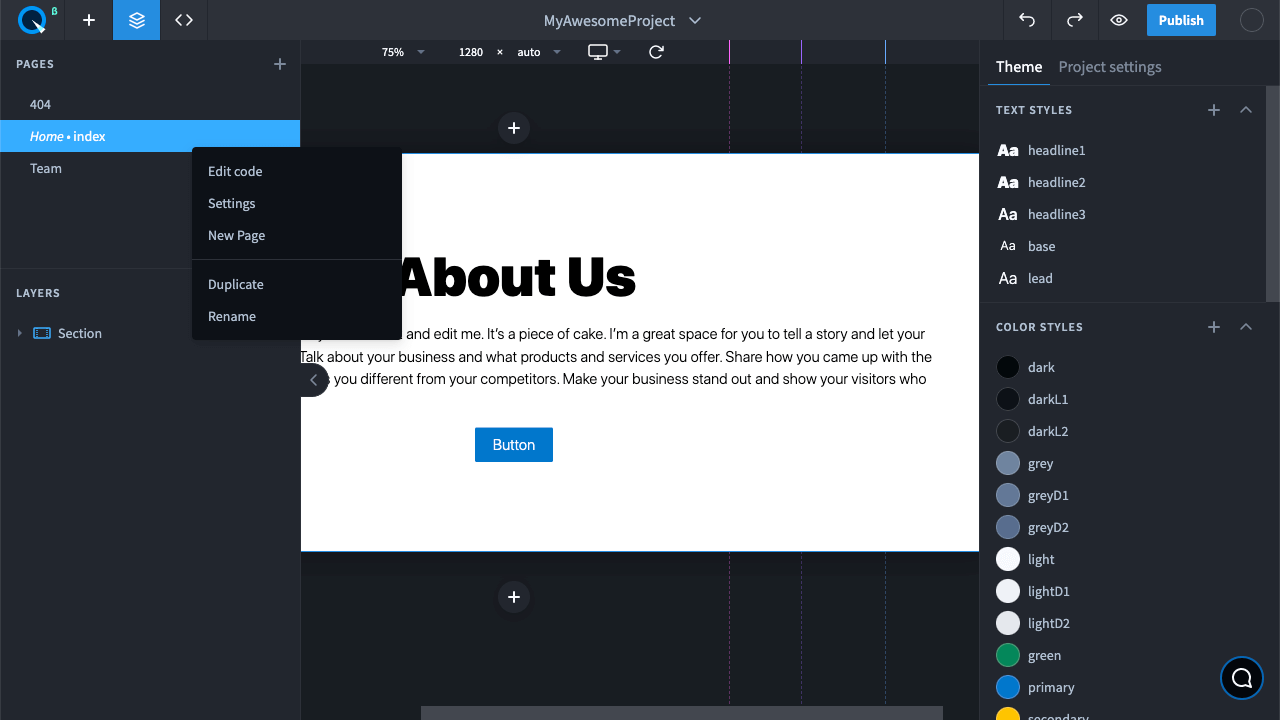 β
MyAwesomeProject
Publish
PAGES
404
Home • index
Team
Edit code
Settings
New Page
Duplicate
Rename
LAYERS
Section
75%
1280 × auto
About Us
and edit me. It's a piece of cake. I'm a great space for you to tell a story and let your
Talk about your business and what products and services you offer. Share how you came up with the
you different from your competitors. Make your business stand out and show your visitors who
Button
Theme
Project settings
TEXT STYLES
Aa headline1
Aa headline2
Aa headline3
Aa base
Aa lead
COLOR STYLES
dark
darkL1
darkL2
grey
greyD1
greyD2
light
lightD1
lightD2
green
primary
secondary